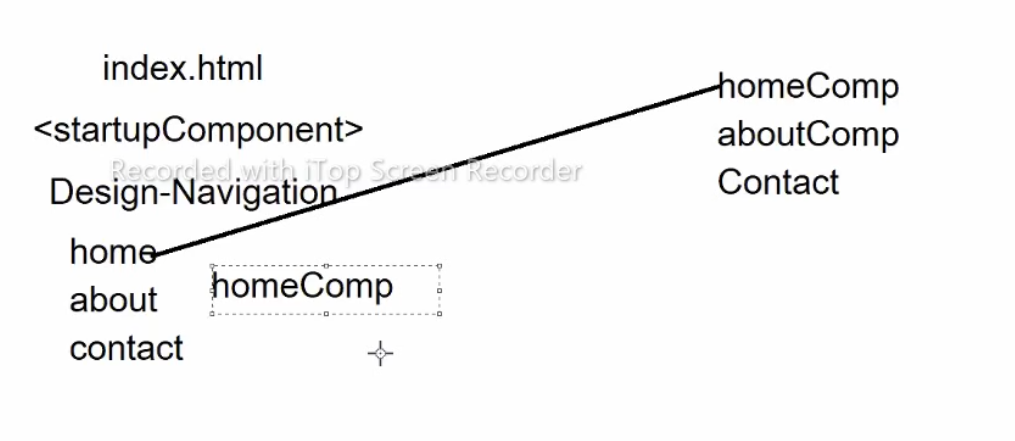 index.html
<startupComponent>
Recorded with iTop Screen Recorder
Design-Navigation
home
about
contact
homeComp
homeComp
aboutComp
Contact